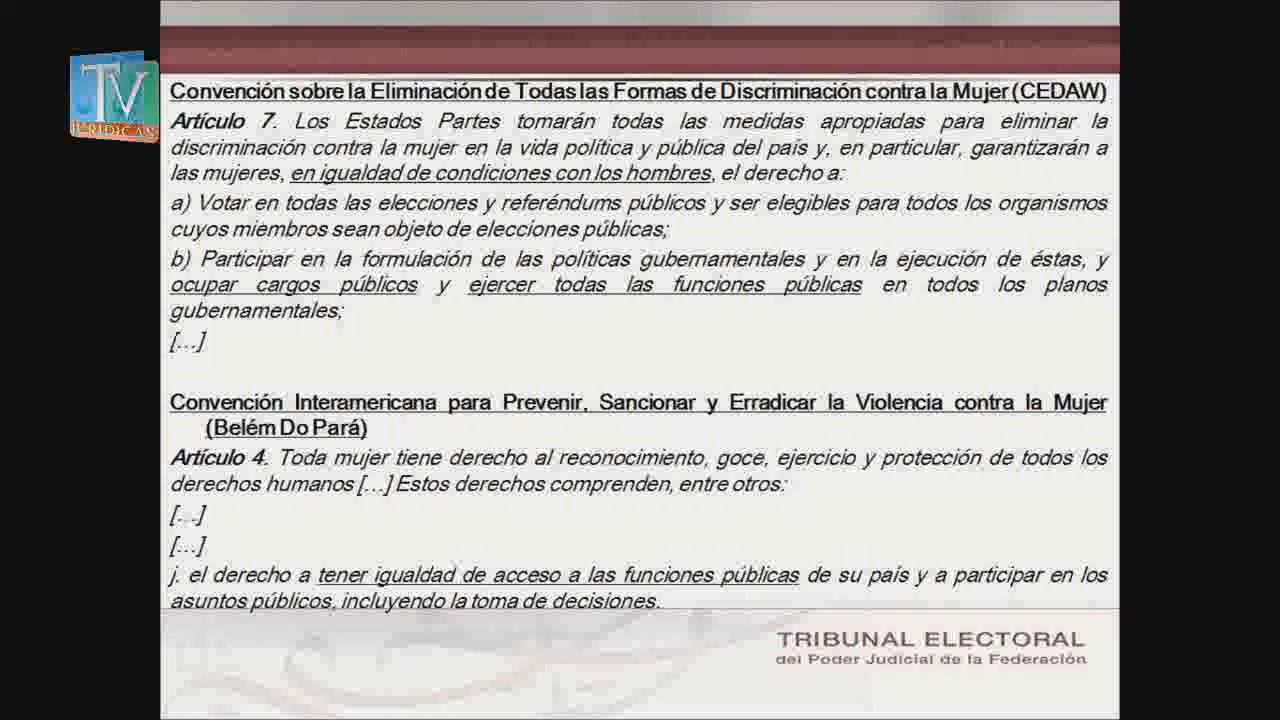 TV
JURIDICAS
Convención sobre la Eliminación de Todas las Formas de Discriminación contra la Mujer (CEDAW)
Artículo 7. Los Estados Partes tomarán todas las medidas apropiadas para eliminar la
discriminación contra la mujer en la vida política y pública del país y, en particular, garantizarán a
las mujeres, en igualdad de condiciones con los hombres, el derecho a:
a) Votar en todas las elecciones y referéndums públicos y ser elegibles para todos los organismos
cuyos miembros sean objeto de elecciones públicas;
b) Participar en la formulación de las políticas gubernamentales y en la ejecución de éstas, y
ocupar cargos públicos y ejercer todas las funciones públicas en todos los planos
gubernamentales;
[...]
Convención Interamericana para Prevenir, Sancionar y Erradicar la Violencia contra la Mujer
(Belém Do Pará)
Artículo 4. Toda mujer tiene derecho al reconocimiento, goce, ejercicio y protección de todos los
derechos humanos [...] Estos derechos comprenden, entre otros:
[...]
[...]
j. el derecho a tener igualdad de acceso a las funciones públicas de su país y a participar en los
asuntos públicos, incluyendo la toma de decisiones.
TRIBUNAL ELECTORAL
del Poder Judicial de la Federación